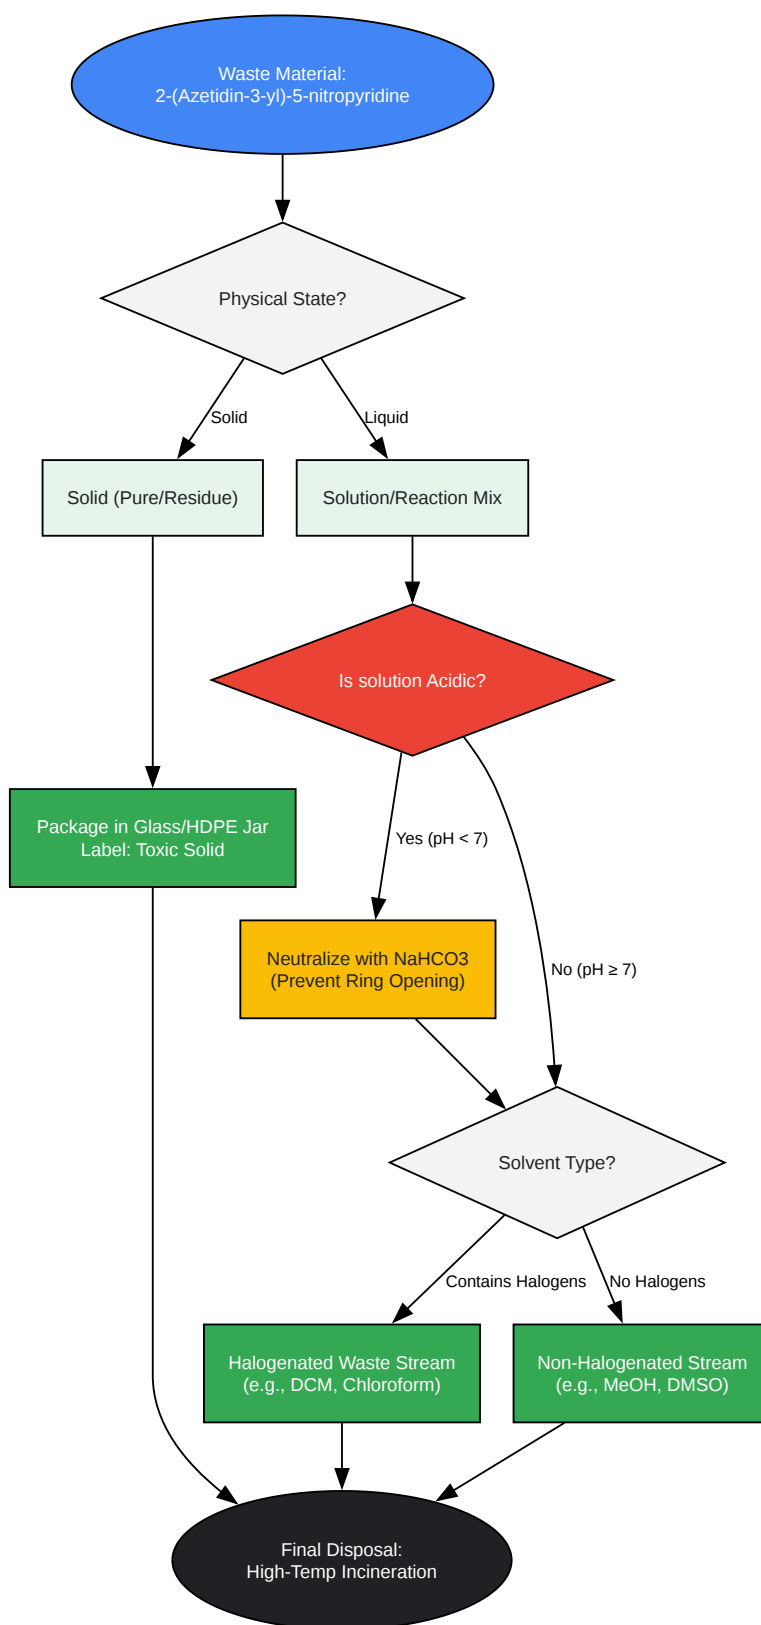 Waste Material:
2-(Azetidin-3-yl)-5-nitropyridine
Physical State?
Solid
Liquid
Solid (Pure/Residue)
Solution/Reaction Mix
Is solution Acidic?
Package in Glass/HDPE Jar
Label: Toxic Solid
Yes (pH < 7)
Neutralize with NaHCO3
(Prevent Ring Opening)
No (pH ≥ 7)
Solvent Type?
Contains Halogens
No Halogens
Halogenated Waste Stream
(e.g., DCM, Chloroform)
Non-Halogenated Stream
(e.g., MeOH, DMSO)
Final Disposal:
High-Temp Incineration